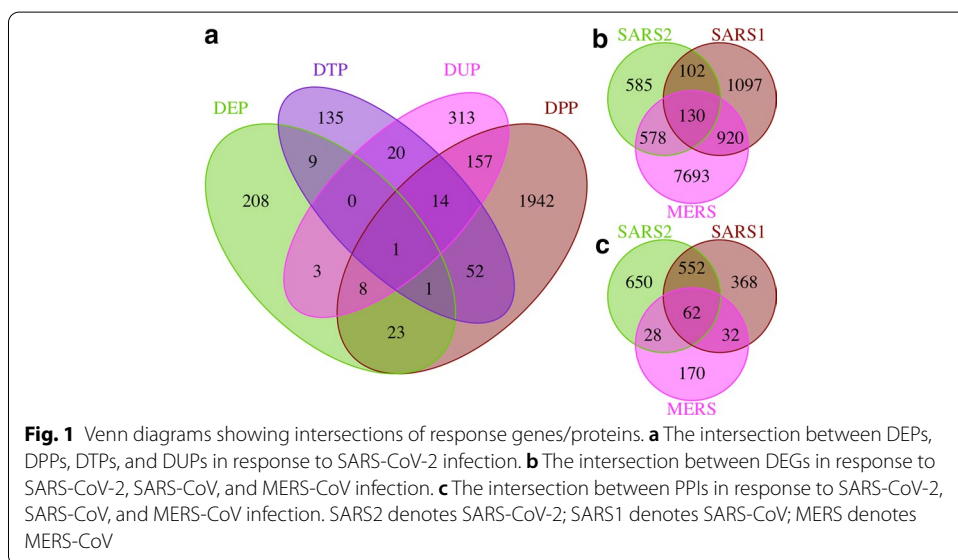 a
DTP
DUP
DEP
DPP
135
313
9
20
157
208
0
14
1942
1
3
8
1
52
23
b
SARS2
SARS1
585
102
1097
130
578
920
7693
MERS
c
SARS2
SARS1
650
552
368
62
28
32
170
MERS
Fig. 1 Venn diagrams showing intersections of response genes/proteins. a The intersection between DEPs,
DPPs, DTPs, and DUPs in response to SARS-CoV-2 infection. b The intersection between DEGs in response to
SARS-CoV-2, SARS-CoV, and MERS-CoV infection. c The intersection between PPIs in response to SARS-CoV-2,
SARS-CoV, and MERS-CoV infection. SARS2 denotes SARS-CoV-2; SARS1 denotes SARS-CoV; MERS denotes
MERS-CoV